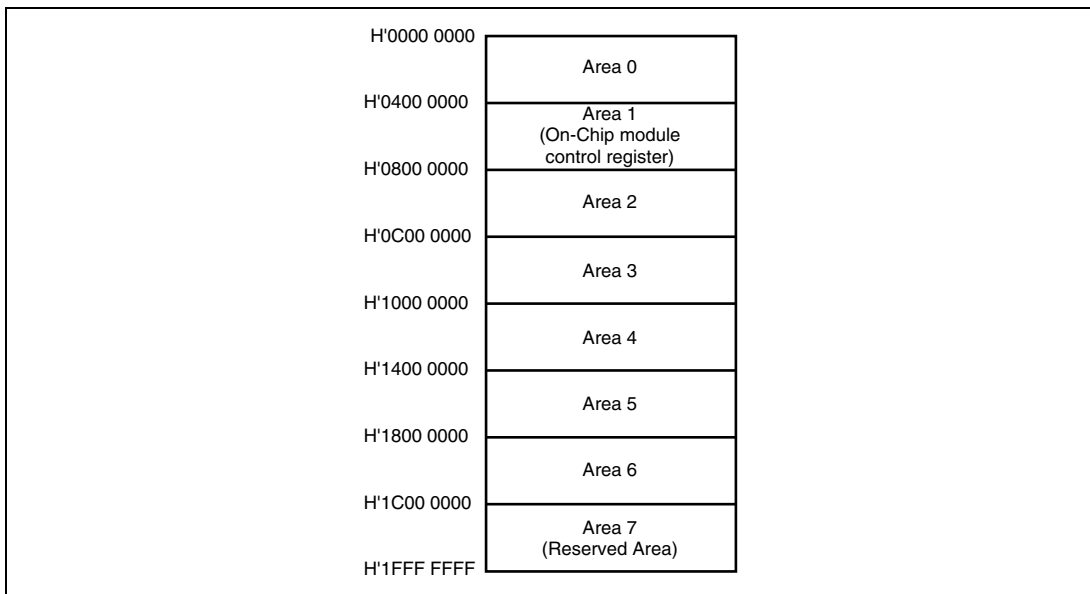 H'0000 0000
Area 0
H'0400 0000
Area 1
(On-Chip module
control register)
H'0800 0000
Area 2
H'0C00 0000
Area 3
H'1000 0000
Area 4
H'1400 0000
Area 5
H'1800 0000
Area 6
H'1C00 0000
Area 7
(Reserved Area)
H'1FFF FFFF